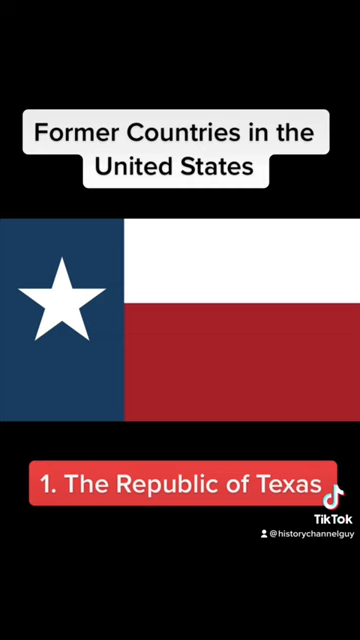 Former Countries in the
United States
1. The Republic of Texas
TikTok
@historychannelguy